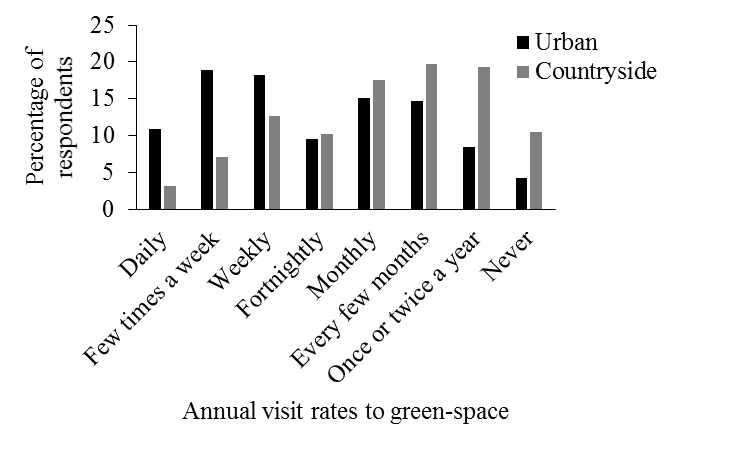 Percentage of
respondents
25
20
15
10
5
0
Urban
Countryside
Daily
Few times a week
Weekly
Fortnightly
Monthly
Every few months
Once or twice a year
Never
Annual visit rates to green-space